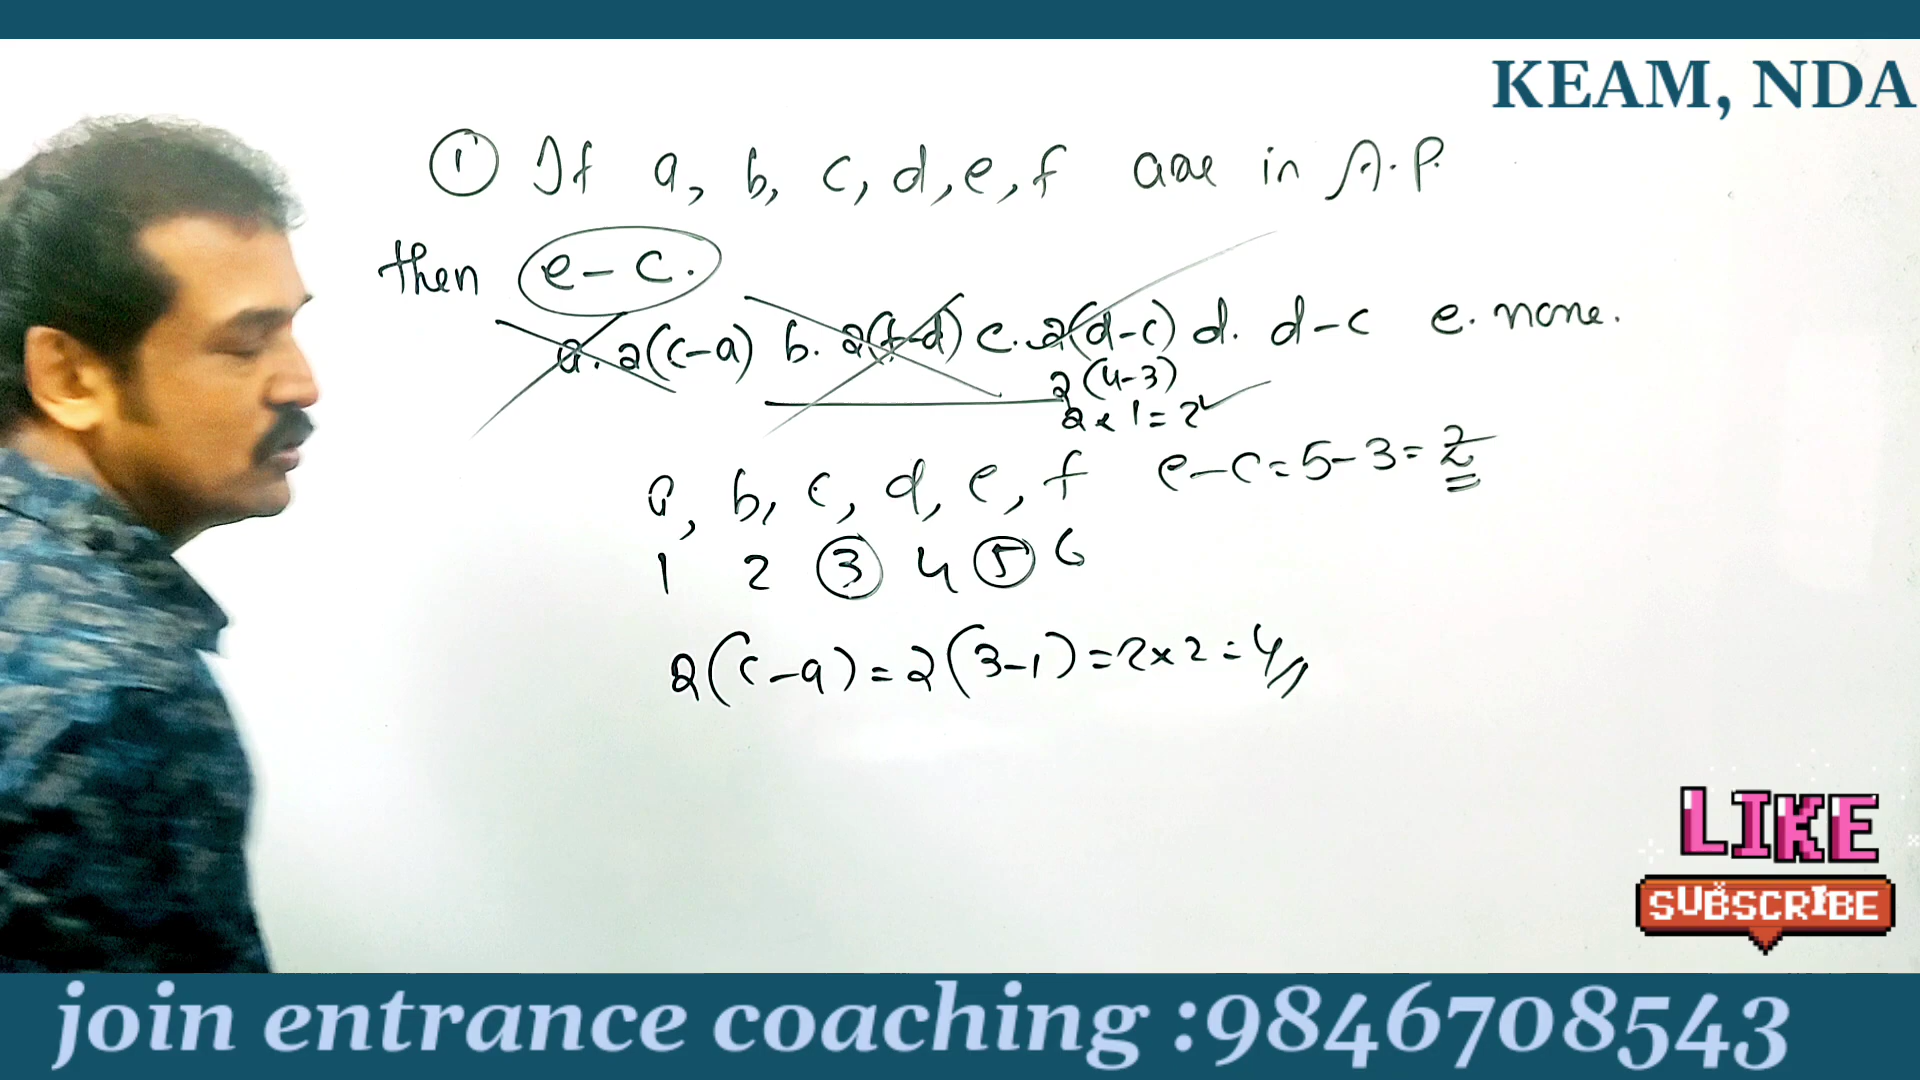 KEAM, NDA
① If a, b, c, d, e, f are in A.P.
then e - c.
a. 2(c-a) b. 2(f-d) c. 2(d-c) d. d-c e. none.
2(4-3)
2 × 1 = 2
a, b, c, d, e, f e-c = 5-3 = 2
1 2 3 4 5 6
2(c-a) = 2(3-1) = 2×2 = 4
LIKE
SUBSCRIBE
join entrance coaching :9846708543